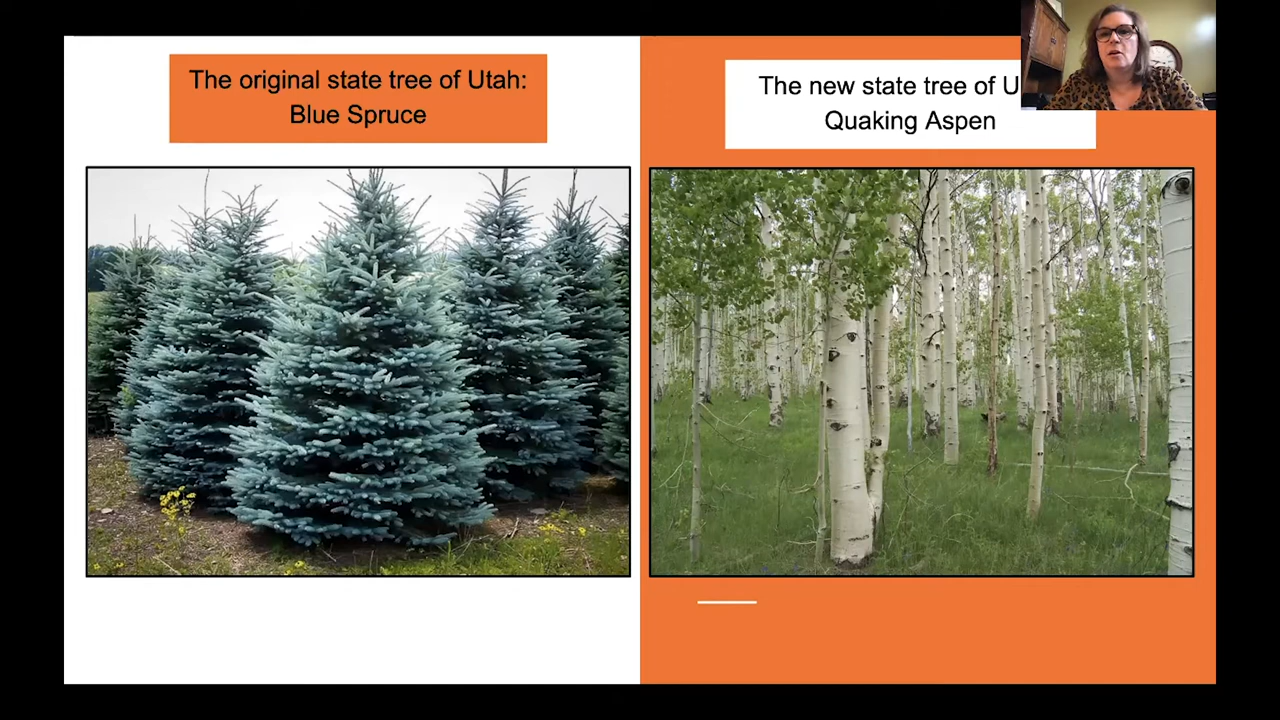 The original state tree of Utah:
Blue Spruce
The new state tree of U
Quaking Aspen